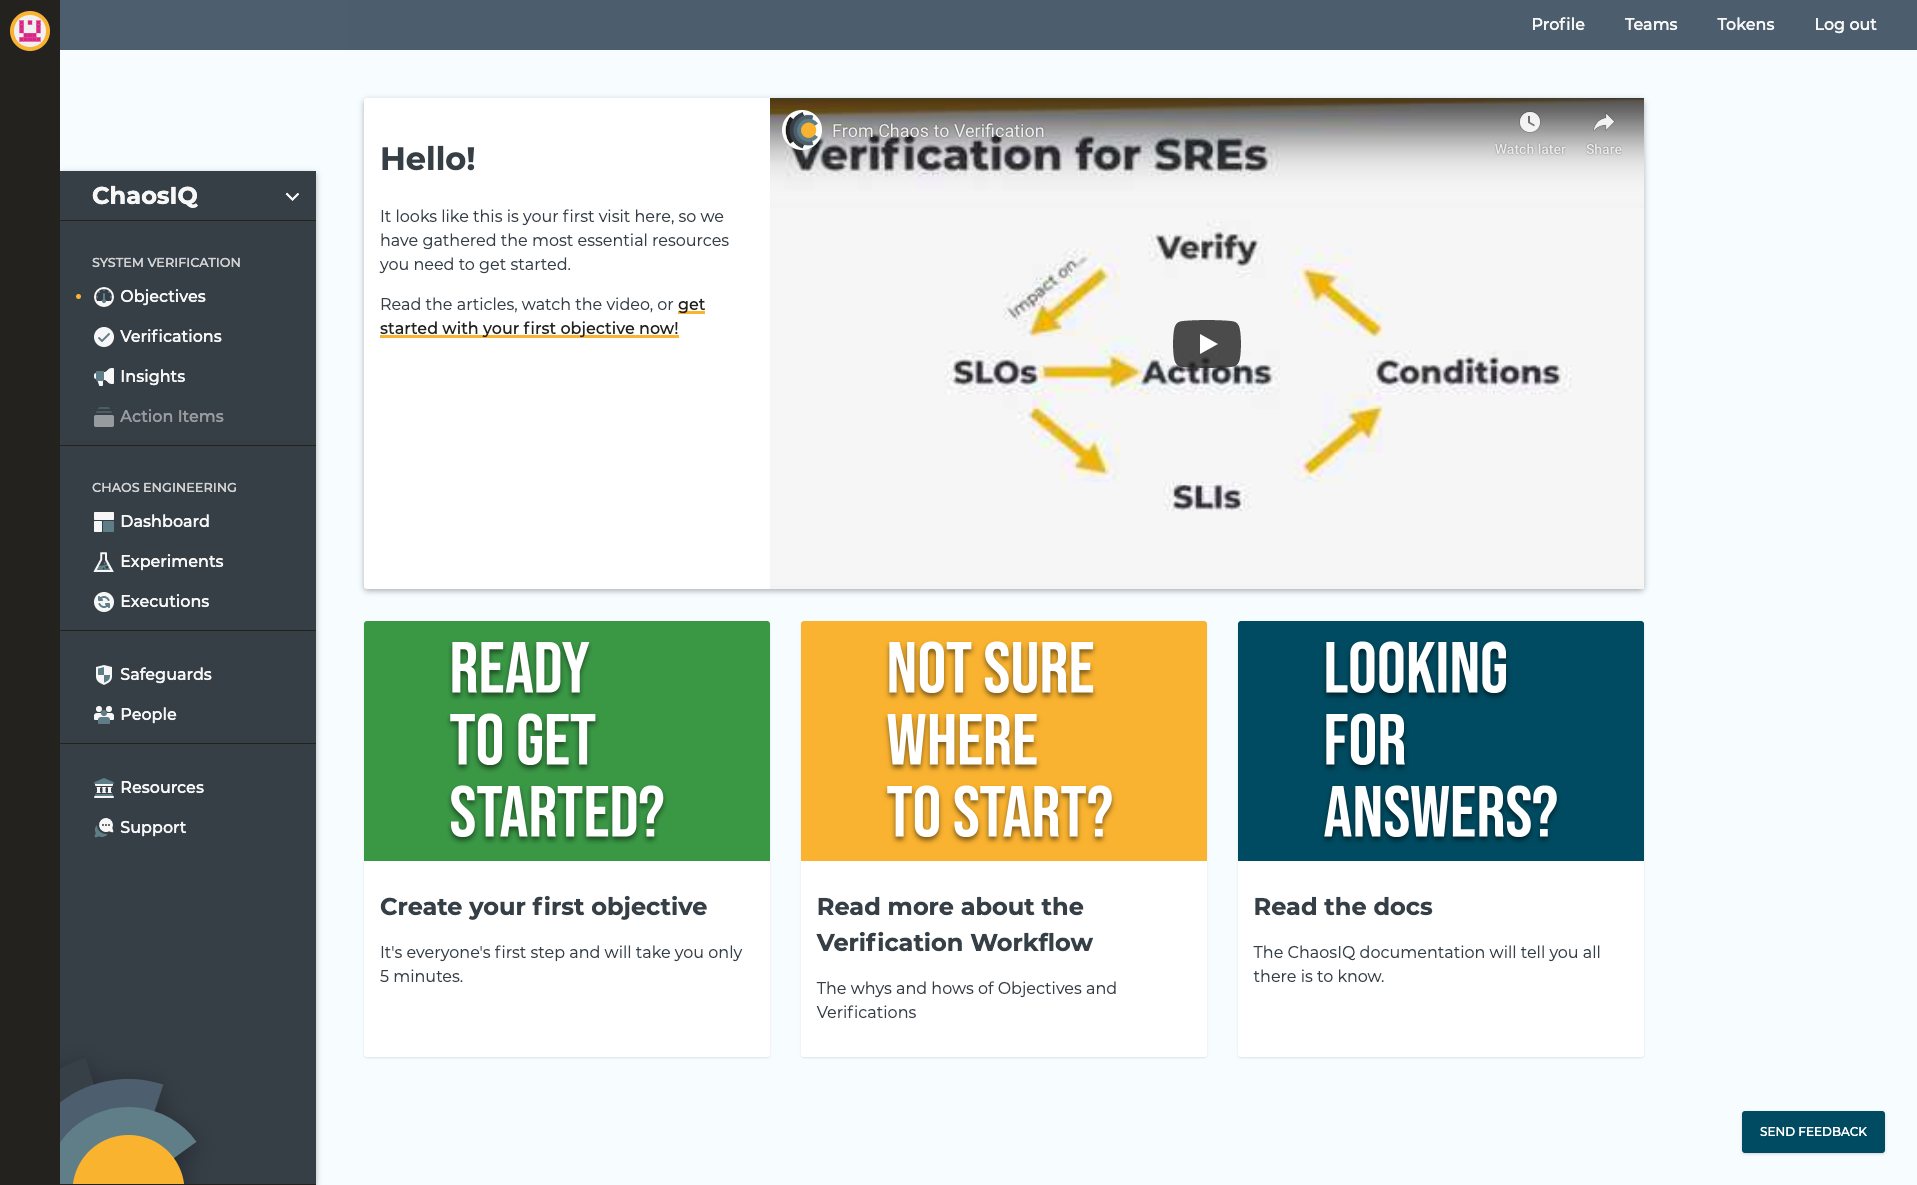 Profile
Teams
Tokens
Log out
ChaosIQ
SYSTEM VERIFICATION
Objectives
Verifications
Insights
Action Items
CHAOS ENGINEERING
Dashboard
Experiments
Executions
Safeguards
People
Resources
Support
Hello!
It looks like this is your first visit here, so we
have gathered the most essential resources
you need to get started.
Read the articles, watch the video, or get
started with your first objective now!
From Chaos to Verification
Watch later
Share
Verification for SREs
Verify
Impact on...
SLOs
Actions
Conditions
SLIs
READY
TO GET
STARTED?
Create your first objective
It's everyone's first step and will take you only
5 minutes.
NOT SURE
WHERE
TO START?
Read more about the
Verification Workflow
The whys and hows of Objectives and
Verifications
LOOKING
FOR
ANSWERS?
Read the docs
The ChaosIQ documentation will tell you all
there is to know.
SEND FEEDBACK